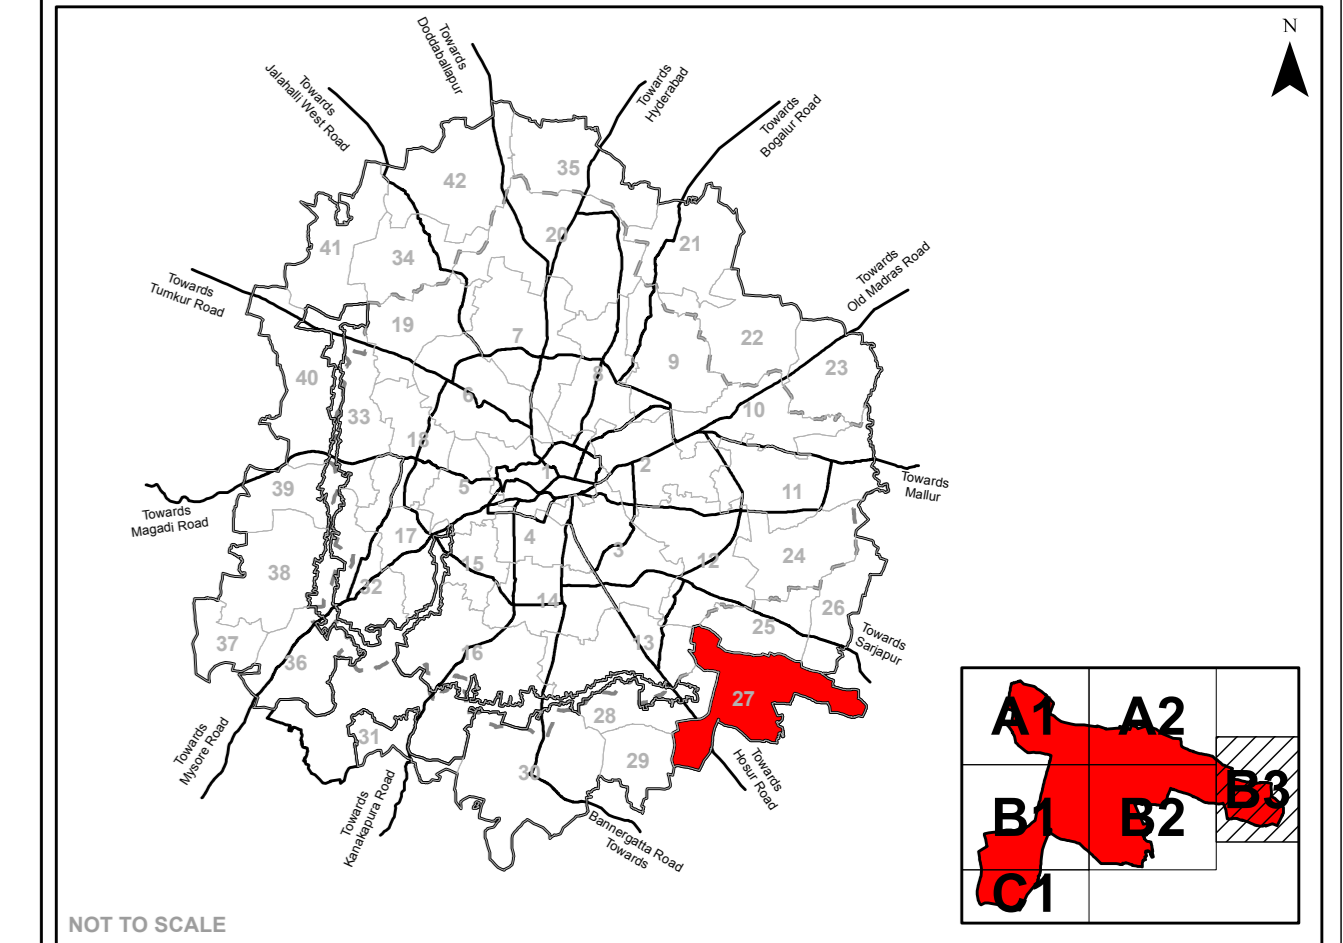 N
Towards
Doddaballapur
Towards
Jalahalli West Road
Towards
Hyderabad
Towards
Bogalur Road
Towards
Old Madras Road
Towards
Tumkur Road
Towards
Mallur
Towards
Magadi Road
Towards
Sarjapur
Towards
Mysore Road
Towards
Kanakapura Road
Bannergatta Road
Towards
Towards
Hosur Road
42
35
41
34
20
21
19
7
22
9
23
8
40
6
10
33
18
1
2
5
39
11
17
4
3
15
12
24
38
32
14
26
25
13
37
36
16
27
28
31
29
30
A1
A2
B1
B2
B3
C1
NOT TO SCALE